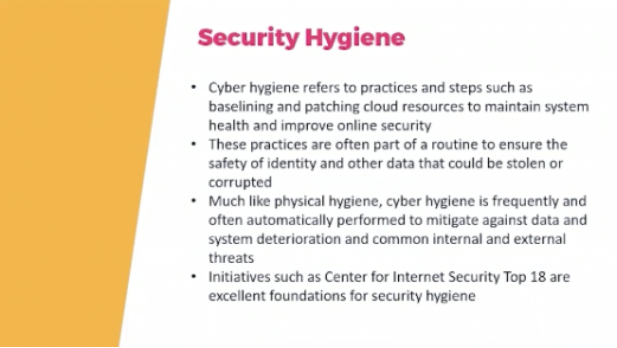 Security Hygiene
• Cyber hygiene refers to practices and steps such as
baselining and patching cloud resources to maintain system
health and improve online security
• These practices are often part of a routine to ensure the
safety of identity and other data that could be stolen or
corrupted
• Much like physical hygiene, cyber hygiene is frequently and
often automatically performed to mitigate against data and
system deterioration and common internal and external
threats
• Initiatives such as Center for Internet Security Top 18 are
excellent foundations for security hygiene